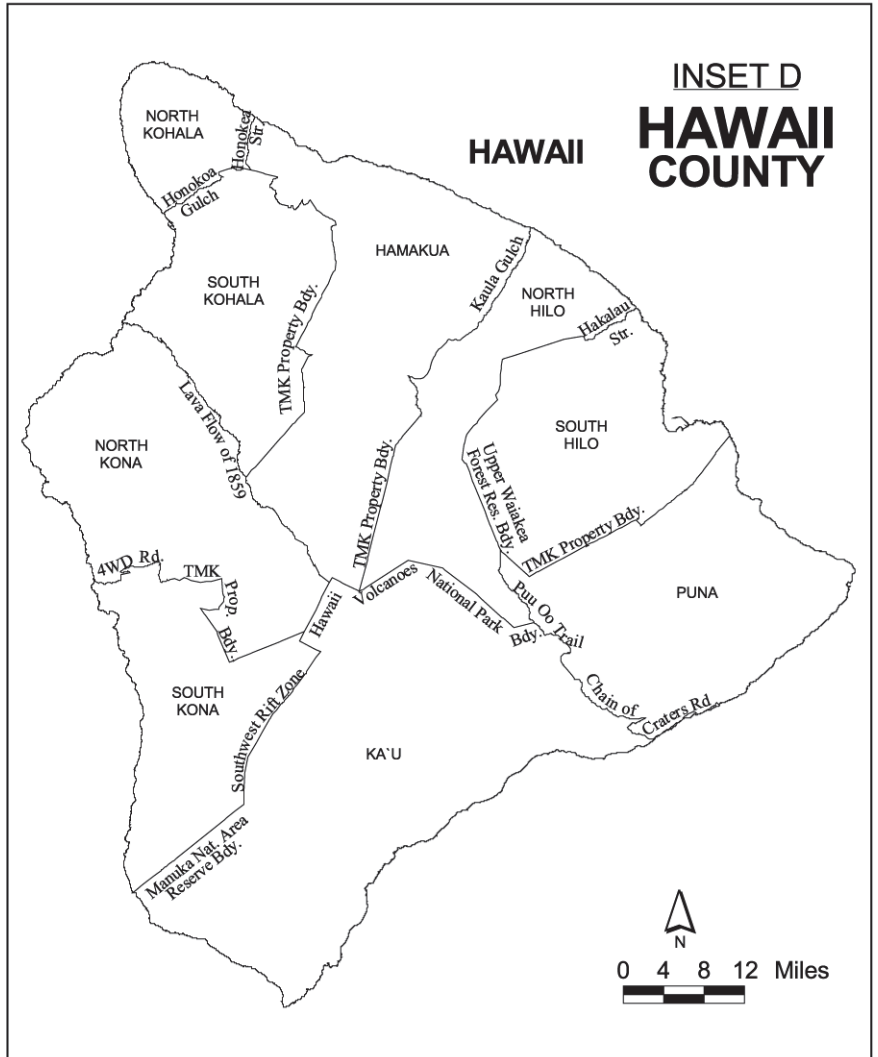 INSET D
HAWAII
COUNTY
HAWAII
NORTH
KOHALA
Honokea
Str.
Honokoa
Gulch
HAMAKUA
SOUTH
KOHALA
Kaula Gulch
NORTH
HILO
Hakalau
Str.
TMK Property Bdy.
Lava Flow of 1859
NORTH
KONA
SOUTH
HILO
TMK Property Bdy.
Upper Waiakea
Forest Res. Bdy.
TMK Property Bdy.
4WD Rd.
TMK
Prop.
Bdy.
Hawaii
Volcanoes
National Park
Bdy.
Puu Oo Trail
PUNA
SOUTH
KONA
Southwest Rift Zone
Chain of
Craters Rd
KA`U
Manuka Nat. Area
Reserve Bdy.
N
0 4 8 12 Miles